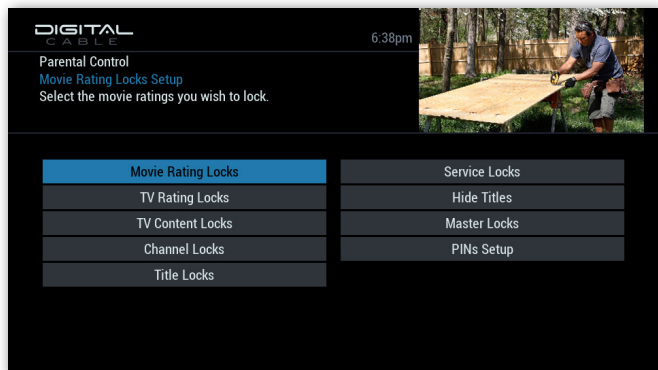 DIGITAL
CABLE
6:38pm
Parental Control
Movie Rating Locks Setup
Select the movie ratings you wish to lock.
Movie Rating Locks
Service Locks
TV Rating Locks
Hide Titles
TV Content Locks
Master Locks
Channel Locks
PINs Setup
Title Locks